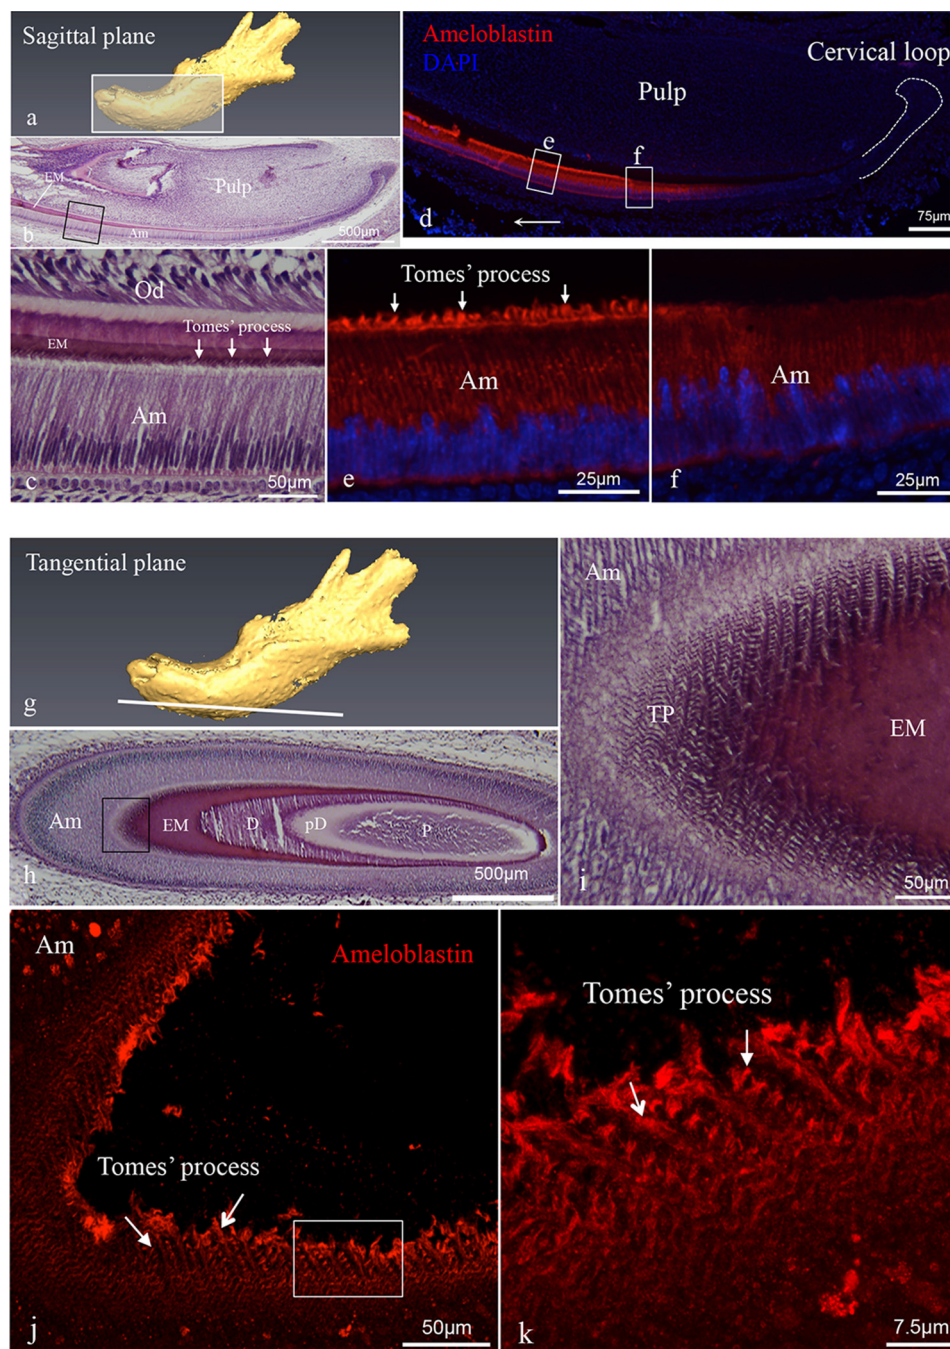 Sagittal plane
a
EM
Pulp
b
Am
500µm
Ameloblastin
DAPI
Cervical loop
Pulp
e
f
d
75µm
Od
Tomes’ process
EM
Am
c
50µm
Tomes’ process
Am
e
25µm
Am
f
25µm
Tangential plane
g
Am
EM
D
pD
P
h
500µm
Am
TP
EM
i
50µm
Am
Ameloblastin
Tomes’ process
j
50µm
Tomes’ process
k
7.5µm